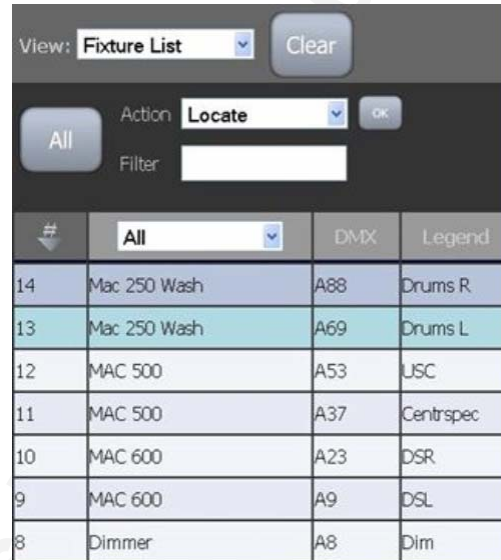 View: Fixture List Clear
All Action Locate OK
Filter
# All DMX Legend
14 Mac 250 Wash A88 Drums R
13 Mac 250 Wash A69 Drums L
12 MAC 500 A53 USC
11 MAC 500 A37 Centrspec
10 MAC 600 A23 DSR
9 MAC 600 A9 DSL
8 Dimmer A8 Dim